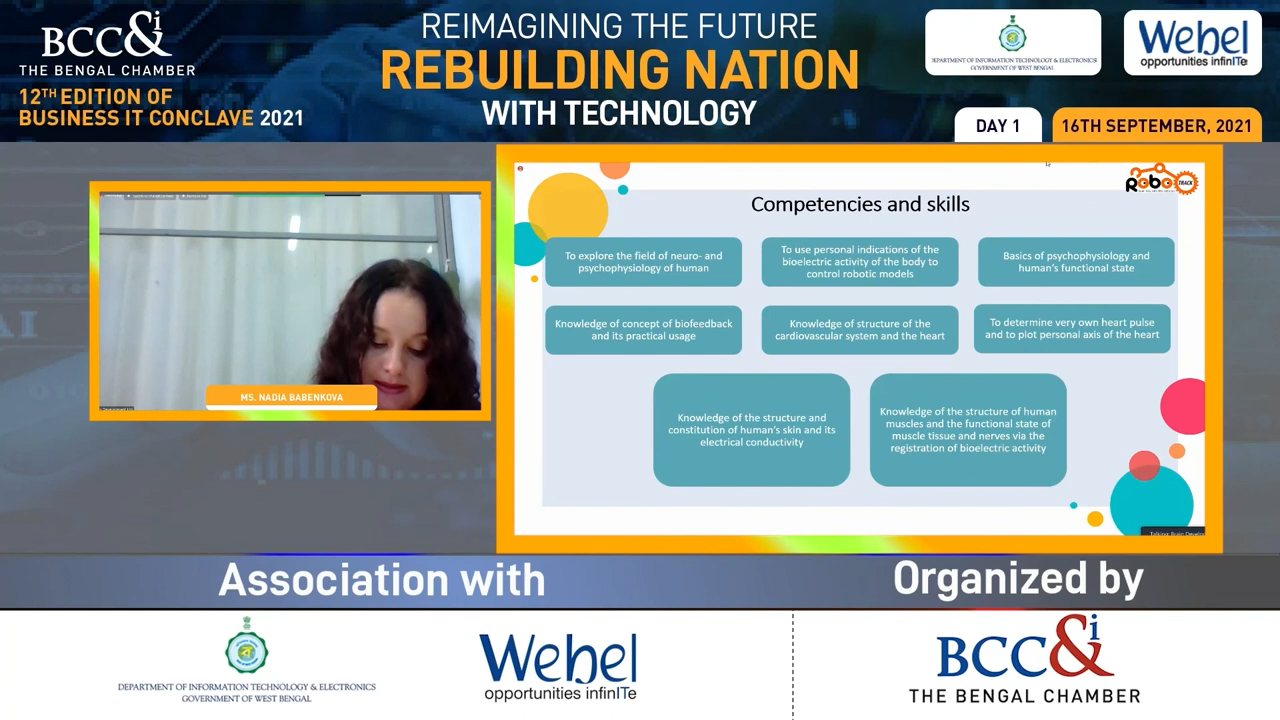 BCC&i
THE BENGAL CHAMBER
12TH EDITION OF
BUSINESS IT CONCLAVE 2021
REIMAGINING THE FUTURE
REBUILDING NATION
WITH TECHNOLOGY
DEPARTMENT OF INFORMATION TECHNOLOGY & ELECTRONICS
GOVERNMENT OF WEST BENGAL
Webel
opportunities infinITe
DAY 1
16TH SEPTEMBER, 2021
MS. NADIA BABENKOVA
ROBO
TRACK
Competencies and skills
To explore the field of neuro- and
psychophysiology of human
To use personal indications of the
bioelectric activity of the body to
control robotic models
Basics of psychophysiology and
human's functional state
Knowledge of concept of biofeedback
and its practical usage
Knowledge of structure of the
cardiovascular system and the heart
To determine very own heart pulse
and to plot personal axis of the heart
Knowledge of the structure and
constitution of human's skin and its
electrical conductivity
Knowledge of the structure of human
muscles and the functional state of
muscle tissue and nerves via the
registration of bioelectric activity
Association with
Organized by
DEPARTMENT OF INFORMATION TECHNOLOGY & ELECTRONICS
GOVERNMENT OF WEST BENGAL
Webel
opportunities infinITe
BCC&i
THE BENGAL CHAMBER